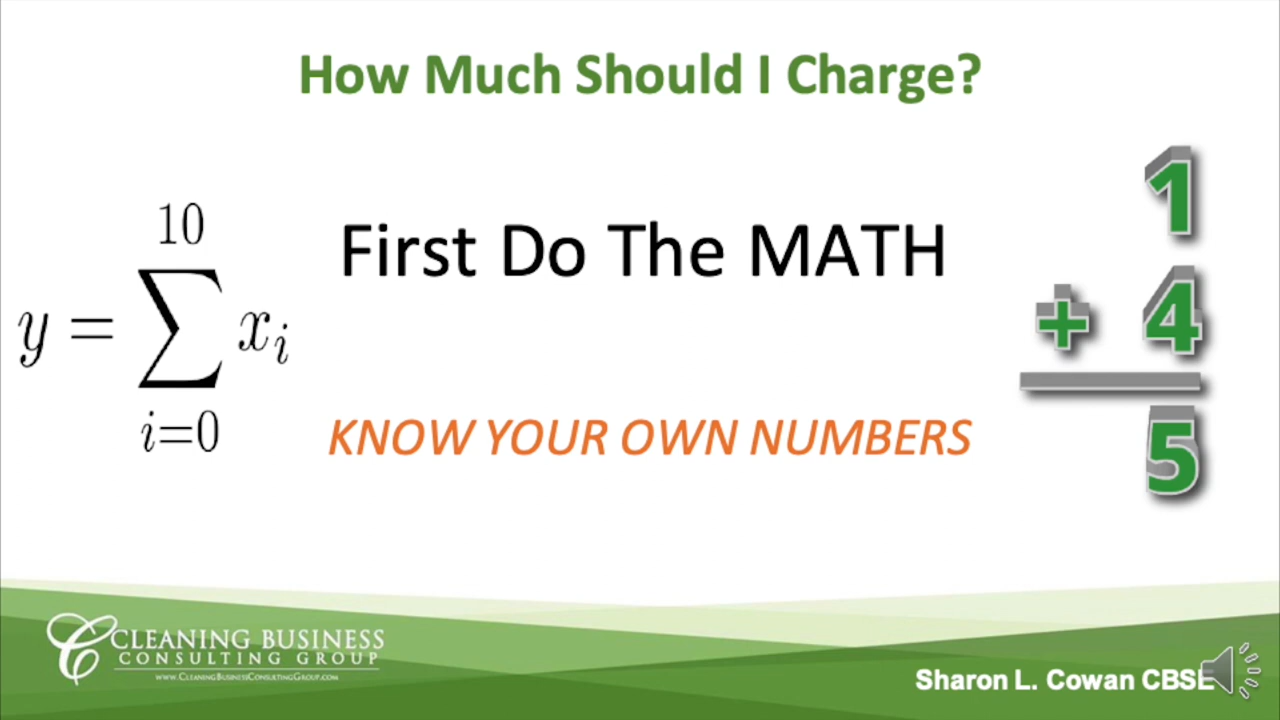 How Much Should I Charge?
First Do The MATH
KNOW YOUR OWN NUMBERS
10
y = ∑ xᵢ
i=0
1
+ 4
5
CLEANING BUSINESS
CONSULTING GROUP
www.CleaningBusinessConsultingGroup.com
Sharon L. Cowan CBSE